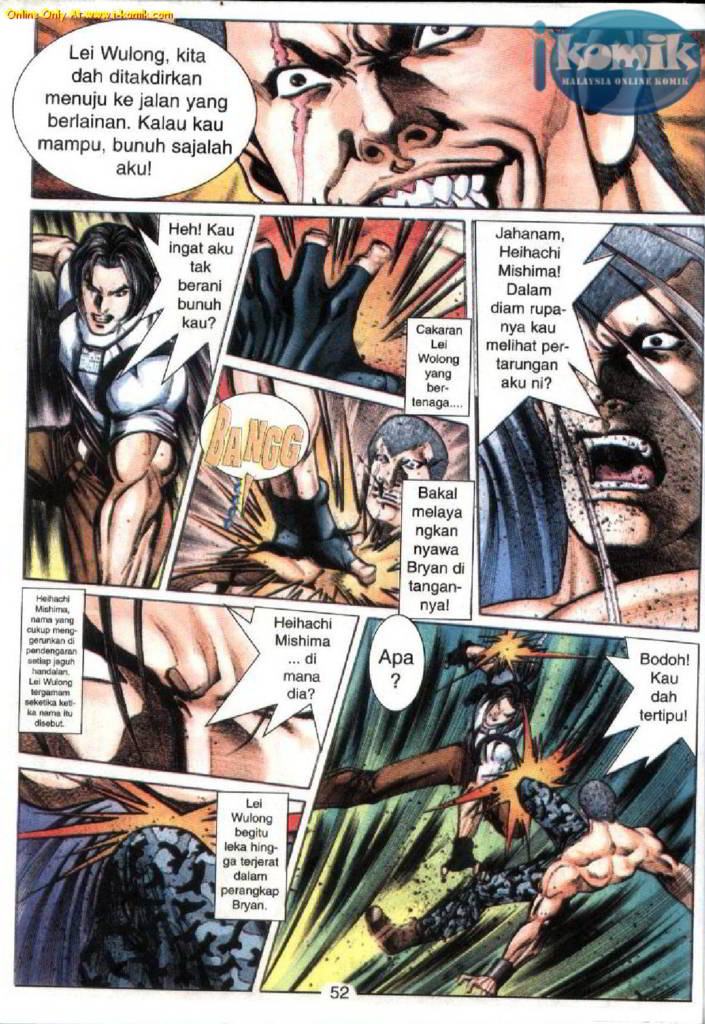 Online Only At www.i-komik.com
iKomik
MALAYSIA ONLINE KOMIK
Lei Wulong, kita
dah ditakdirkan
menuju ke jalan yang
berlainan. Kalau kau
mampu, bunuh sajalah
aku!
Heh! Kau
ingat aku
tak
berani
bunuh
kau?
Cakaran
Lei
Wolong
yang
ber-
tenaga....
Jahanam,
Heihachi
Mishima!
Dalam
diam rupa-
nya kau
melihat per-
tarungan
aku ni?
BANGG
Bakal
melaya
ngkan
nyawa
Bryan di
tangan-
nya!
Heihachi
Mishima,
nama yang
cukup meng-
gerunkan di
pendengaran
setiap jaguh
handalan.
Lei Wulong
tergamam
seketika keti-
ka nama itu
disebut.
Heihachi
Mishima
... di
mana
dia?
Apa
?
Bodoh!
Kau
dah
tertipu!
Lei
Wulong
begitu
leka hing-
ga terjerat
dalam
perangkap
Bryan.
52